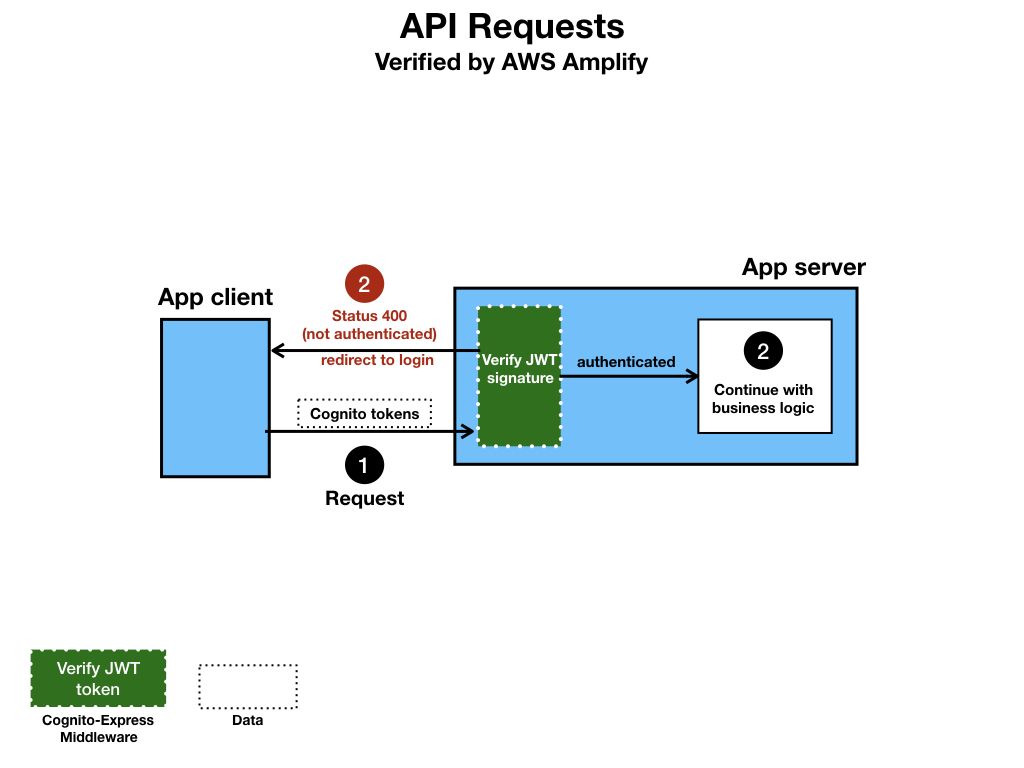 API Requests
Verified by AWS Amplify
App server
2
App client
Status 400
(not authenticated)
redirect to login
Verify JWT
signature
authenticated
2
Continue with
business logic
Cognito tokens
1
Request
Verify JWT
token
Cognito-Express
Middleware
Data